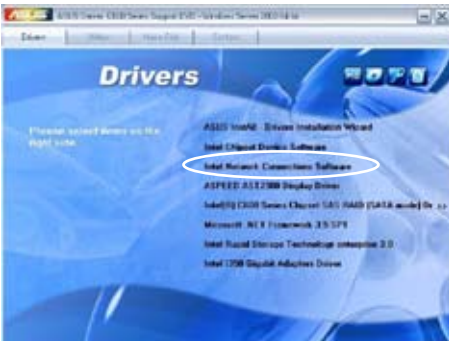 ASUS C600 Series Support DVD - Windows Server 2003 64 bit
Drivers Utilities Make Disk Contact
Drivers
Please select items on the
right side.
ASUS InstAll - Drivers Installation Wizard
Intel Chipset Device Software
Intel Network Connections Software
ASPEED AST2300 Display Driver
Intel(R) C600 Series Chipset SAS RAID (SATA mode) Dr
Microsoft .NET Framework 3.5 SP1
Intel Rapid Storage Technology enterprise 3.0
Intel I350 Gigabit Adapters Driver